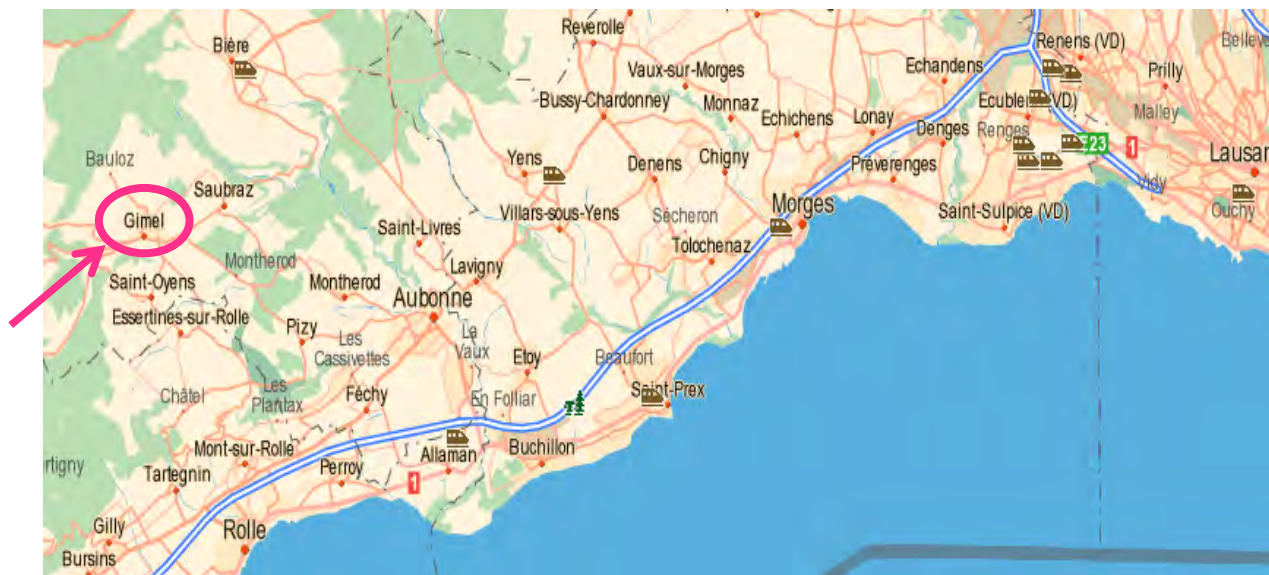 Reverolle
Renens (VD)
Belleve
Bière
Vaux-sur-Morges
Echandens
Prilly
Bussy-Chardonney
Monnaz
Echichens
Lonay
Ecublens (VD)
Malley
Denges
Renges
E23
1
Lausan
Bauloz
Yens
Denens
Chigny
Préverenges
Vidy
Saubraz
Gimel
Villars-sous-Yens
Sécheron
Morges
Saint-Sulpice (VD)
Ouchy
Saint-Livres
Tolochenaz
Montherod
Lavigny
Saint-Oyens
Montherod
Aubonne
Essertines-sur-Rolle
Pizy
Les
Cassivettes
La
Vaux
Etoy
Beaufort
Châtel
Les
Plantax
Féchy
En Folliar
Saint-Prex
Mont-sur-Rolle
Allaman
Buchillon
rtigny
Tartegnin
Perroy
1
Gilly
Rolle
Bursins